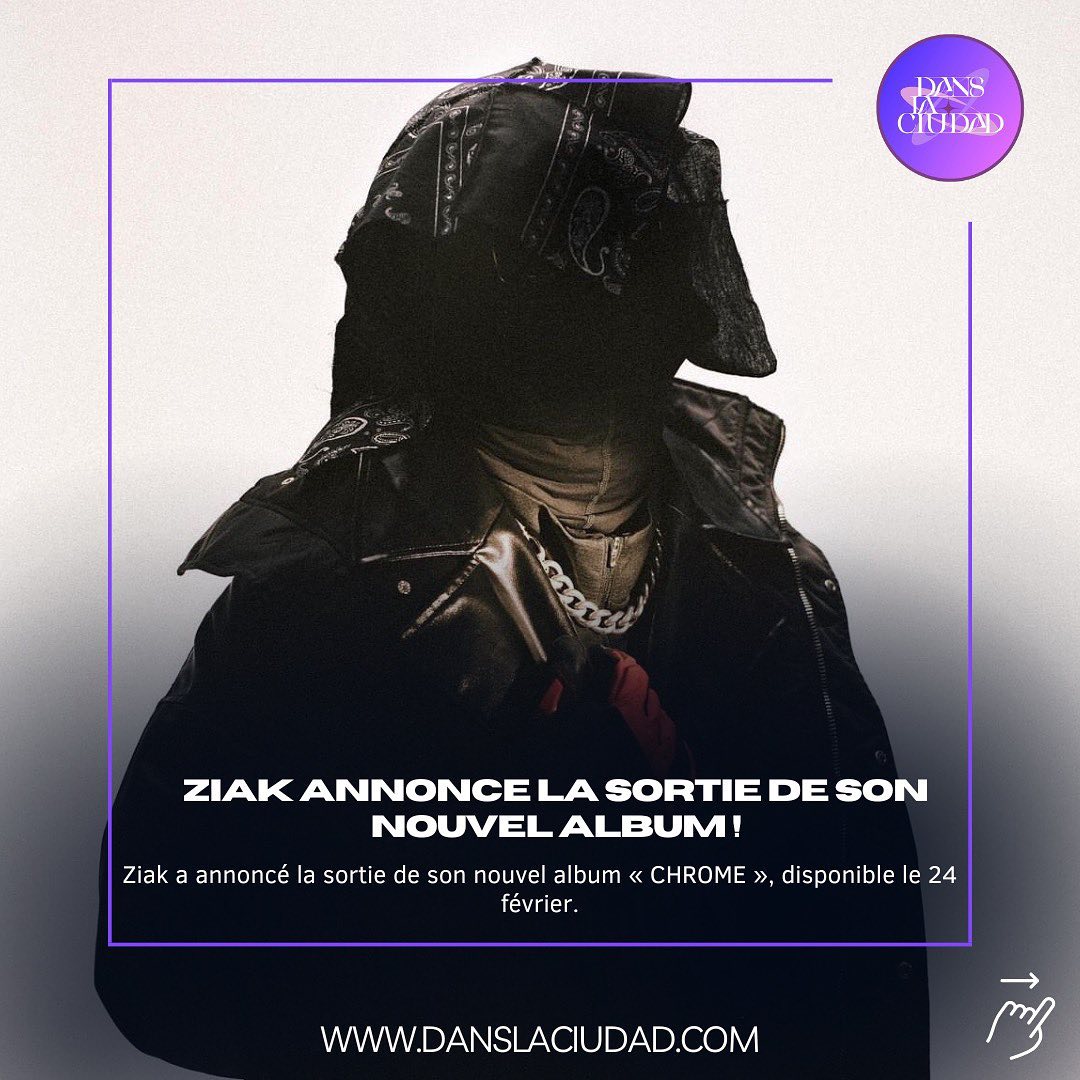 DANS
LA
CIUDAD
ZIAK ANNONCE LA SORTIE DE SON
NOUVEL ALBUM !
Ziak a annoncé la sortie de son nouvel album « CHROME », disponible le 24
février.
WWW.DANSLACIUDAD.COM